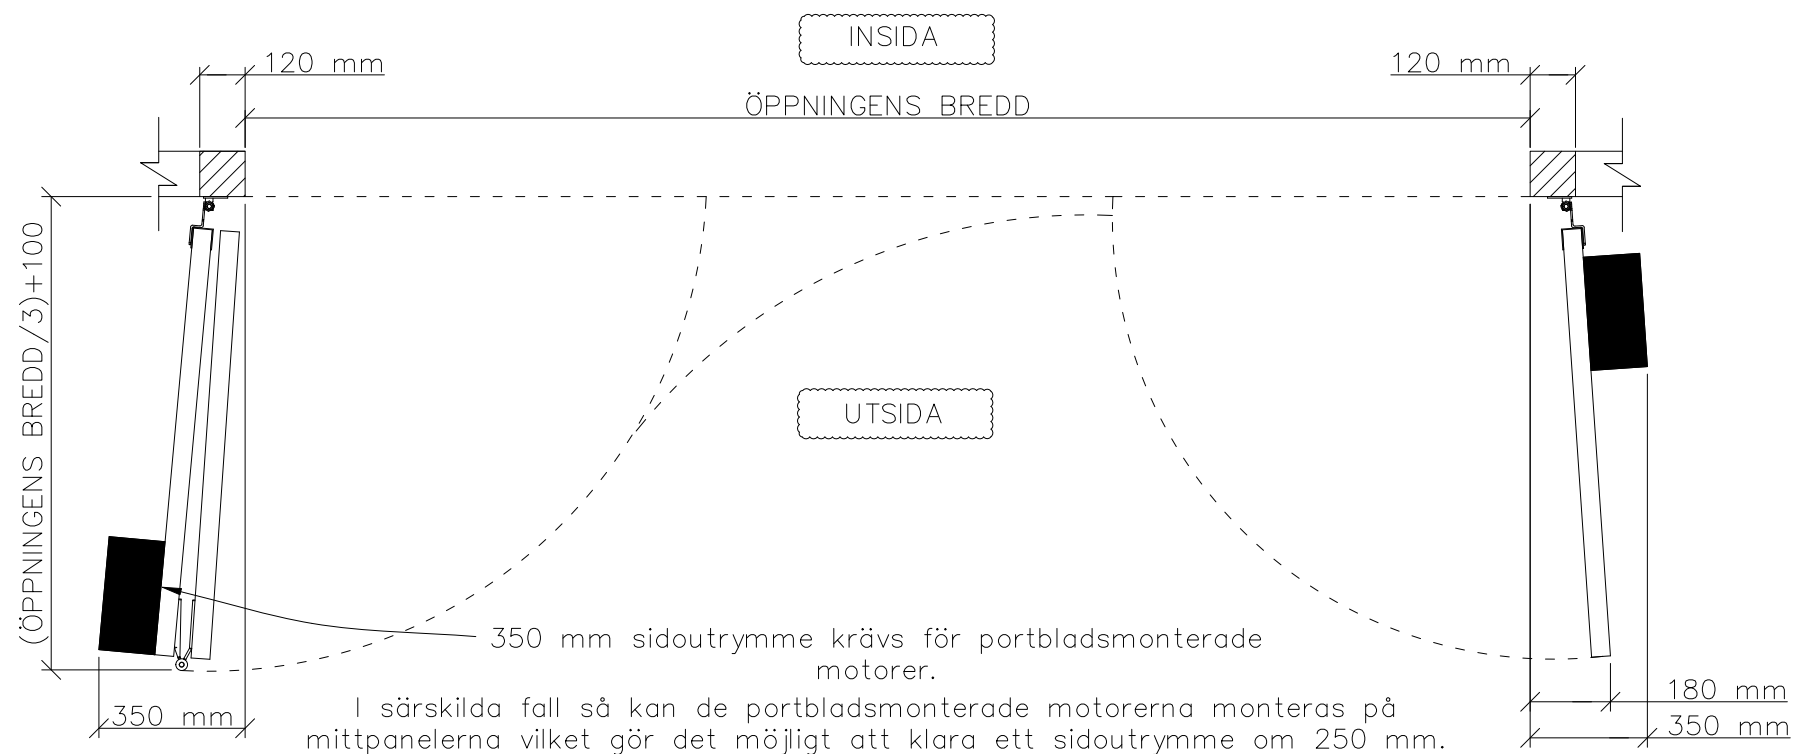 INSIDA
120 mm
120 mm
ÖPPNINGENS BREDD
(ÖPPNINGENS BREDD/3)+100
UTSIDA
350 mm sidoutrymme krävs för portbladsmonterade
motorer.
180 mm
350 mm
350 mm
I särskilda fall så kan de portbladsmonterade motorerna monteras på
mittpanelerna vilket gör det möjligt att klara ett sidoutrymme om 250 mm.